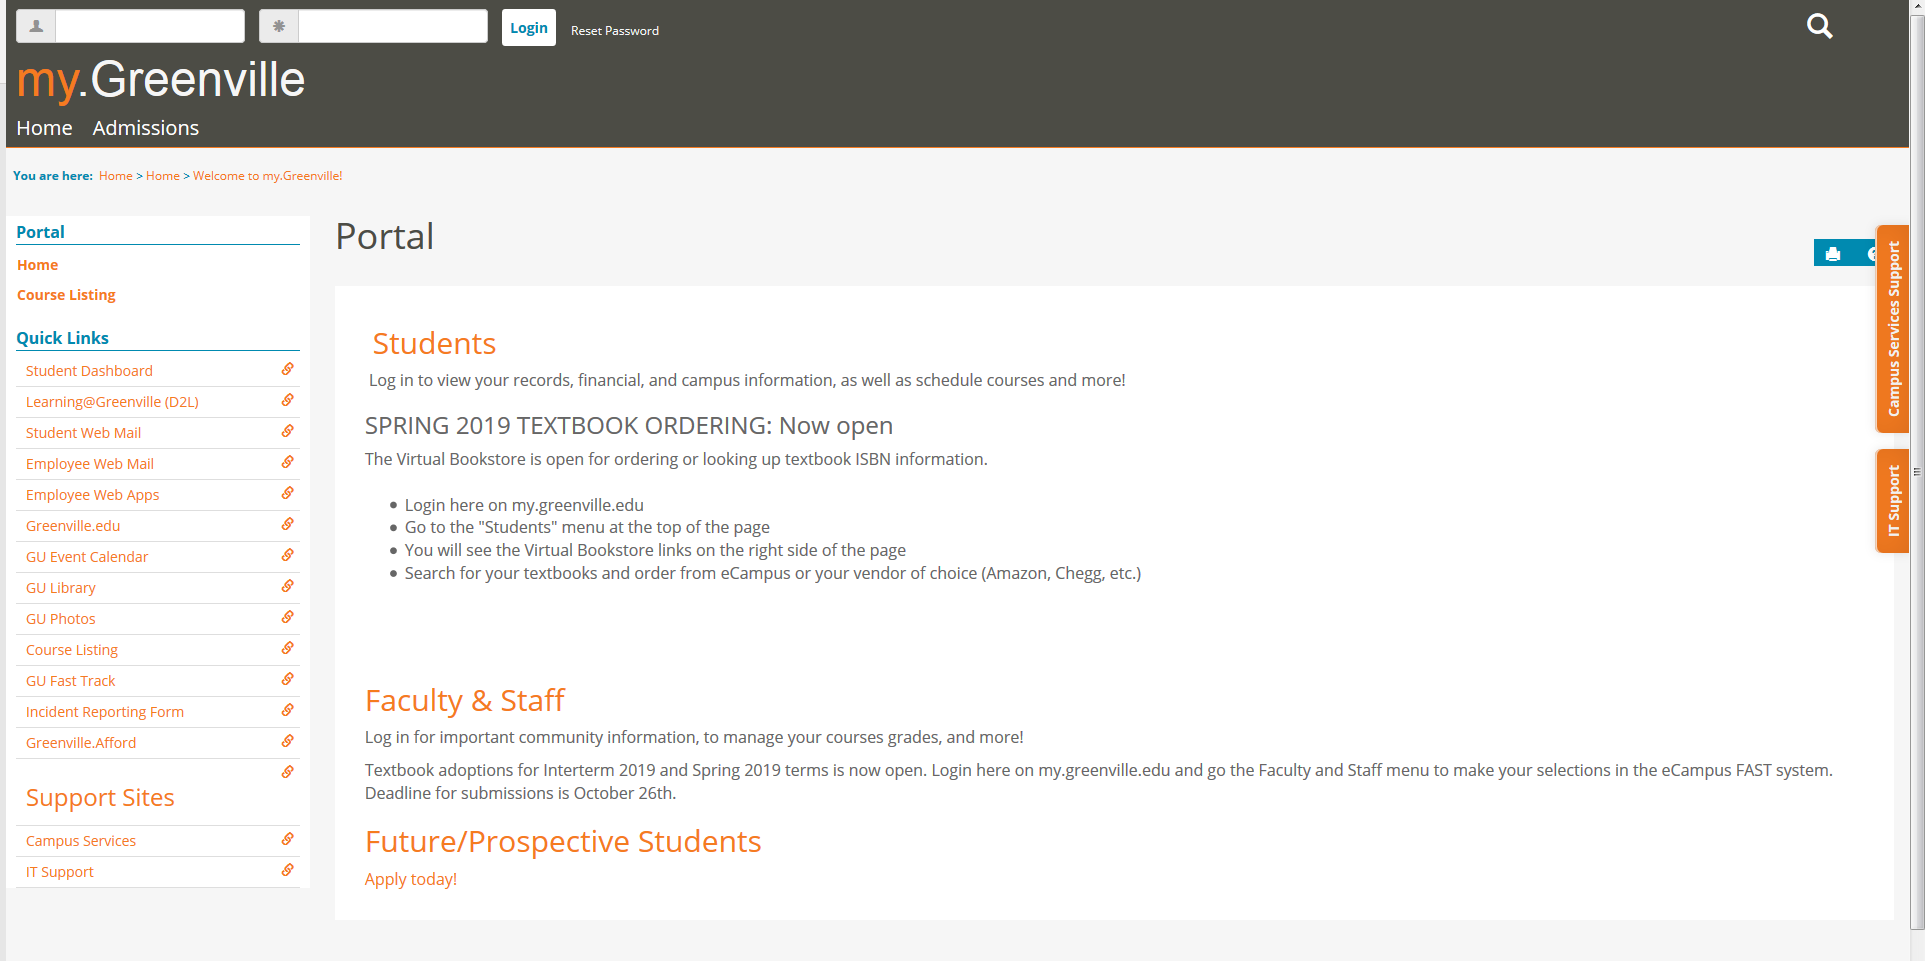 Login
Reset Password
my.Greenville
Home Admissions
You are here: Home > Home > Welcome to my.Greenville!
Portal
Home
Course Listing
Quick Links
Student Dashboard
Learning@Greenville (D2L)
Student Web Mail
Employee Web Mail
Employee Web Apps
Greenville.edu
GU Event Calendar
GU Library
GU Photos
Course Listing
GU Fast Track
Incident Reporting Form
Greenville.Afford
Support Sites
Campus Services
IT Support
Portal
Students
Log in to view your records, financial, and campus information, as well as schedule courses and more!
SPRING 2019 TEXTBOOK ORDERING: Now open
The Virtual Bookstore is open for ordering or looking up textbook ISBN information.
Login here on my.greenville.edu
Go to the "Students" menu at the top of the page
You will see the Virtual Bookstore links on the right side of the page
Search for your textbooks and order from eCampus or your vendor of choice (Amazon, Chegg, etc.)
Faculty & Staff
Log in for important community information, to manage your courses grades, and more!
Textbook adoptions for Interterm 2019 and Spring 2019 terms is now open. Login here on my.greenville.edu and go the Faculty and Staff menu to make your selections in the eCampus FAST system.
Deadline for submissions is October 26th.
Future/Prospective Students
Apply today!
Campus Services Support
IT Support